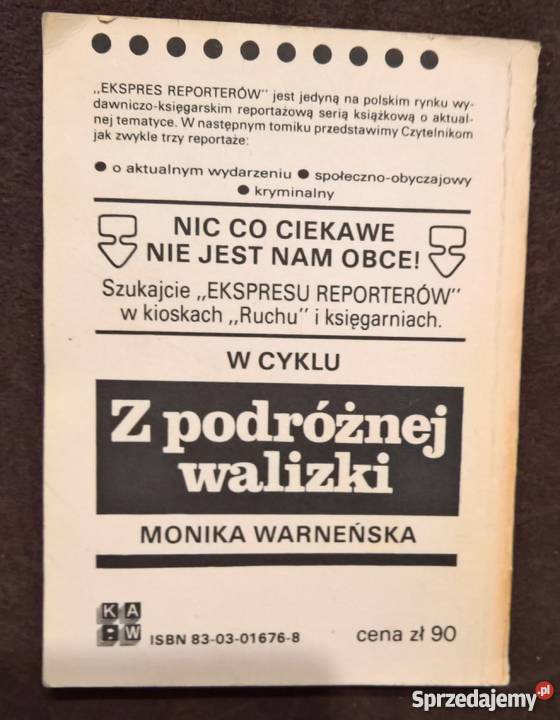 „EKSPRES REPORTERÓW" jest jedyną na polskim rynku wy-
dawniczo-księgarskim reportażową serią książkową o aktual-
nej tematyce. W następnym tomiku przedstawimy Czytelnikom
jak zwykle trzy reportaże:
● o aktualnym wydarzeniu ● społeczno-obyczajowy
● kryminalny
NIC CO CIEKAWE
NIE JEST NAM OBCE!
Szukajcie „EKSPRESU REPORTERÓW"
w kioskach „Ruchu" i księgarniach.
W CYKLU
Z podróżnej
walizki
MONIKA WARNEŃSKA
K A
W
ISBN 83-03-01676-8
cena zł 90
Sprzedajemy.pl